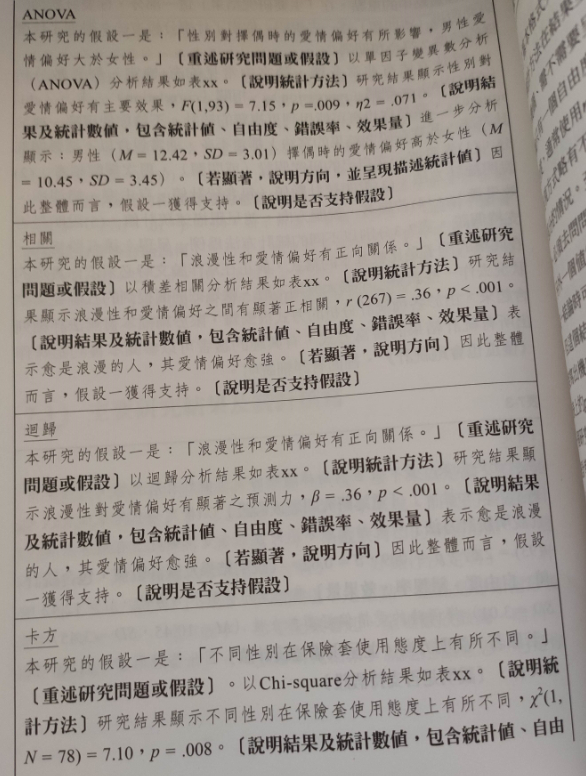 ANOVA
本研究的假設一是：「性別對擇偶時的愛情偏好有所影響，男性愛
情偏好大於女性。」〔重述研究問題或假設〕以單因子變異數分析
（ANOVA）分析結果如表xx。〔說明統計方法〕研究結果顯示性別對
愛情偏好有主要效果，F(1,93) = 7.15，p =.009，η2 = .071。〔說明結
果及統計數值，包含統計值、自由度、錯誤率、效果量〕進一步分析
顯示：男性（M = 12.42，SD = 3.01）擇偶時的愛情偏好高於女性（M
= 10.45，SD = 3.45）。〔若顯著，說明方向，並呈現描述統計值〕因
此整體而言，假設一獲得支持。〔說明是否支持假設〕
相關
本研究的假設一是：「浪漫性和愛情偏好有正向關係。」〔重述研究
問題或假設〕以積差相關分析結果如表xx。〔說明統計方法〕研究結
果顯示浪漫性和愛情偏好之間有顯著正相關，r (267) = .36，p < .001。
〔說明結果及統計數值，包含統計值、自由度、錯誤率、效果量〕表
示愈是浪漫的人，其愛情偏好愈強。〔若顯著，說明方向〕因此整體
而言，假設一獲得支持。〔說明是否支持假設〕
迴歸
本研究的假設一是：「浪漫性和愛情偏好有正向關係。」〔重述研究
問題或假設〕以迴歸分析結果如表xx。〔說明統計方法〕研究結果顯
示浪漫性對愛情偏好有顯著之預測力，β = .36，p < .001。〔說明結果
及統計數值，包含統計值、自由度、錯誤率、效果量〕表示愈是浪漫
的人，其愛情偏好愈強。〔若顯著，說明方向〕因此整體而言，假設
一獲得支持。〔說明是否支持假設〕
卡方
本研究的假設一是：「不同性別在保險套使用態度上有所不同。」
〔重述研究問題或假設〕。以Chi-square分析結果如表xx。〔說明統
計方法〕研究結果顯示不同性別在保險套使用態度上有所不同，χ²(1,
N = 78) = 7.10，p = .008。〔說明結果及統計數值，包含統計值、自由